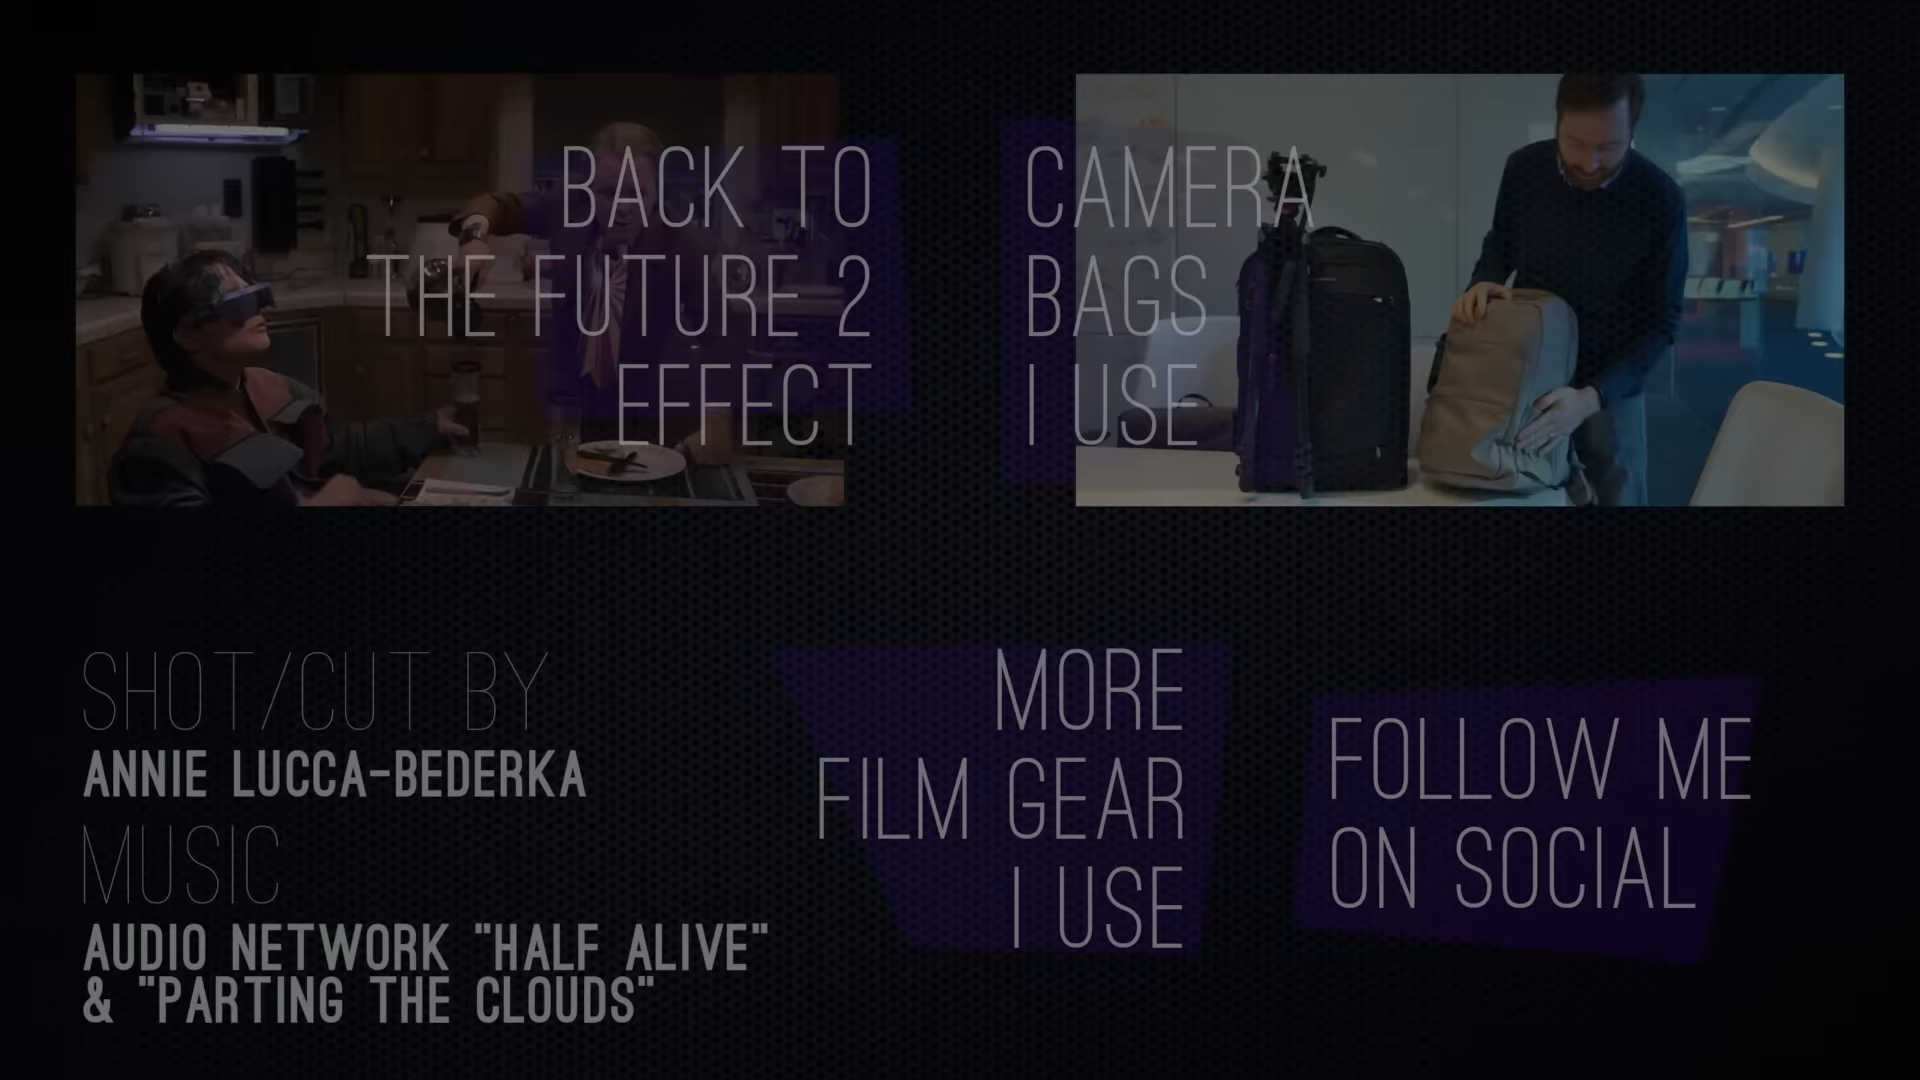 BACK TO
THE FUTURE 2
EFFECT
CAMERA
BAGS
I USE
SHOT/CUT BY
ANNIE LUCCA-BEDERKA
MUSIC
AUDIO NETWORK "HALF ALIVE"
& "PARTING THE CLOUDS"
MORE
FILM GEAR
I USE
FOLLOW ME
ON SOCIAL